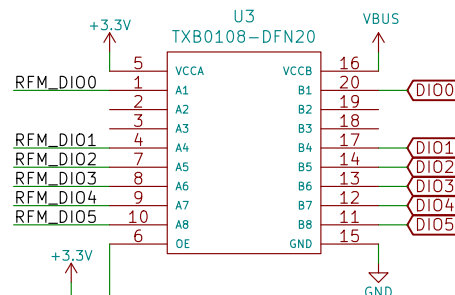 U3
TXB0108-DFN20
+3.3V
VBUS
5 VCCA VCCB 16
RFM_DIO0 1 A1 B1 20 DIO0
2 A2 B2 19
3 A3 B3 18
RFM_DIO1 4 A4 B4 17 DIO1
RFM_DIO2 7 A5 B5 14 DIO2
RFM_DIO3 8 A6 B6 13 DIO3
RFM_DIO4 9 A7 B7 12 DIO4
RFM_DIO5 10 A8 B8 11 DIO5
6 OE GND 15
+3.3V
GND